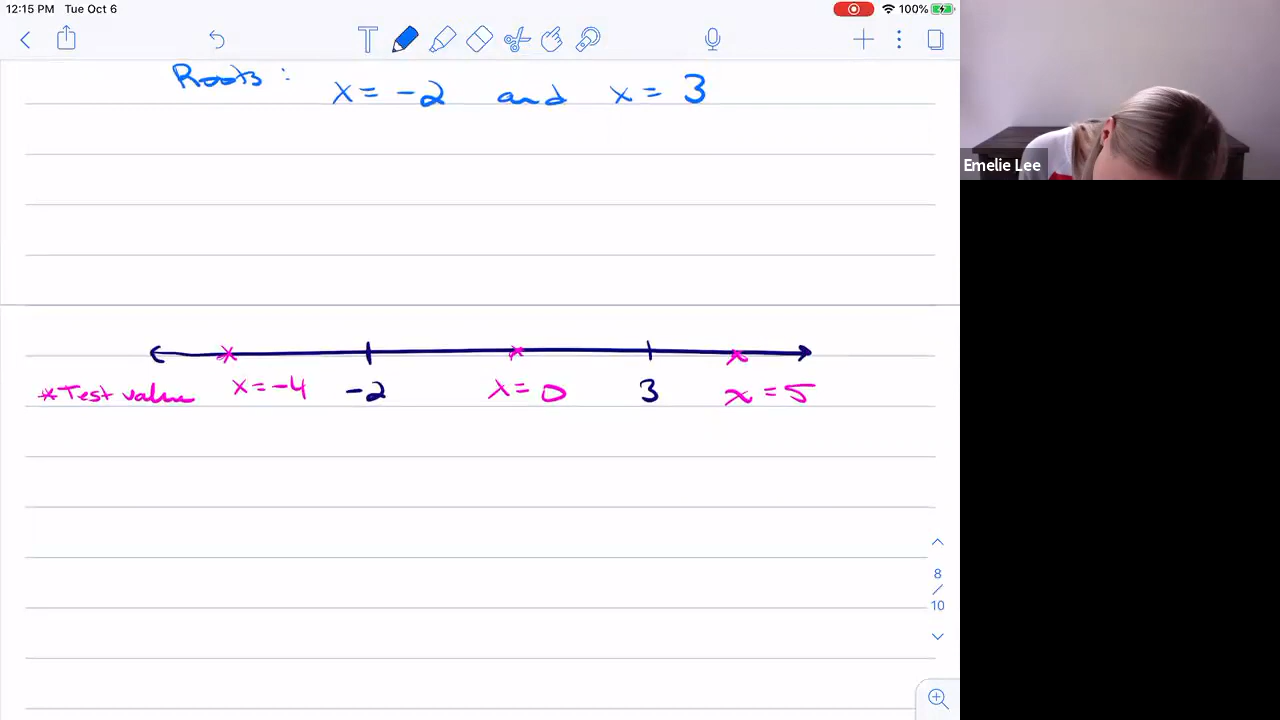 12:15 PM Tue Oct 6 100%
Roots:
x = -2 and x = 3
Emelie Lee
*Test value x = -4 -2 x = 0 3 x = 5
8
/
10